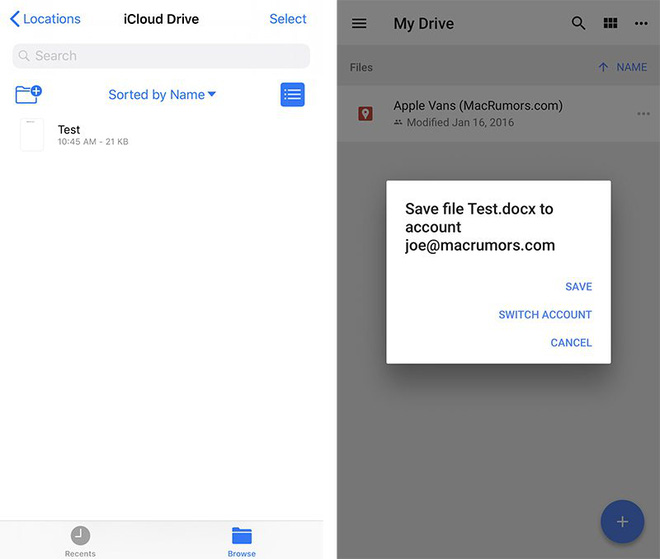 Locations
iCloud Drive
Select
Search
Sorted by Name
Test
10:45 AM - 21 KB
Recents
Browse
My Drive
Files
NAME
Apple Vans (MacRumors.com)
Modified Jan 16, 2016
Save file Test.docx to
account
joe@macrumors.com
SAVE
SWITCH ACCOUNT
CANCEL